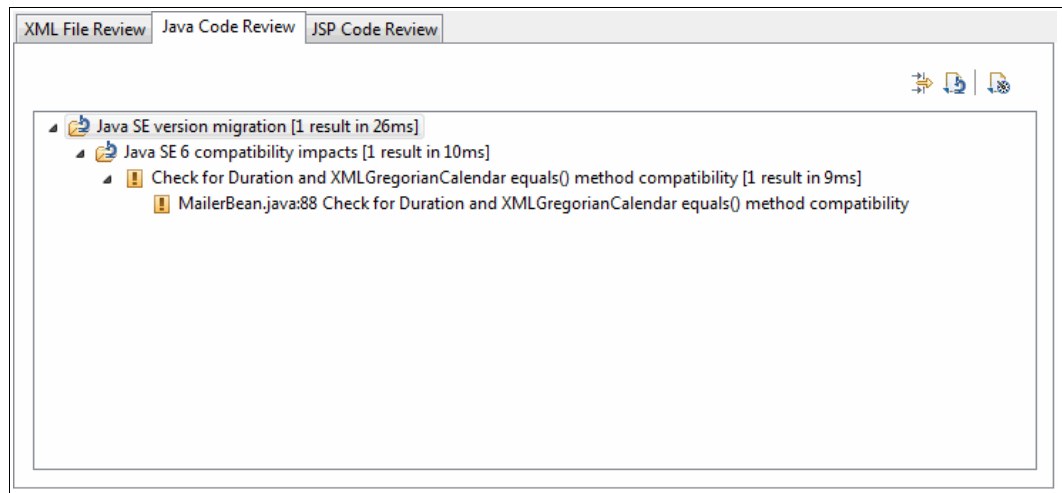 XML File Review Java Code Review JSP Code Review
Java SE version migration [1 result in 26ms]
Java SE 6 compatibility impacts [1 result in 10ms]
Check for Duration and XMLGregorianCalendar equals() method compatibility [1 result in 9ms]
MailerBean.java:88 Check for Duration and XMLGregorianCalendar equals() method compatibility